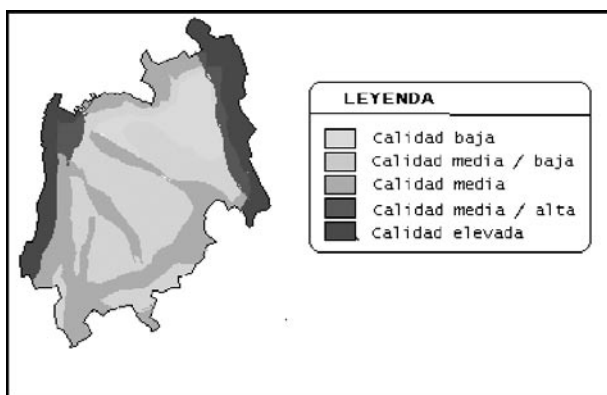 LEYENDA
Calidad baja
Calidad media / baja
Calidad media
Calidad media / alta
Calidad elevada